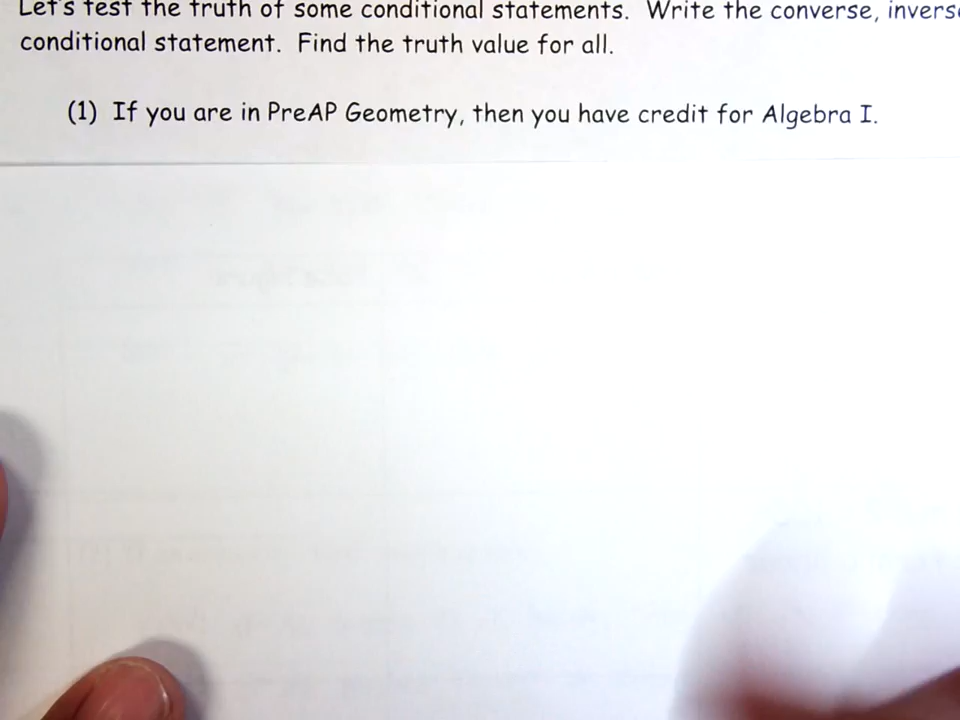 Let's test the truth of some conditional statements. Write the converse,
conditional statement. Find the truth value for all.
(1) If you are in PreAP Geometry, then you have credit for Algebra I.